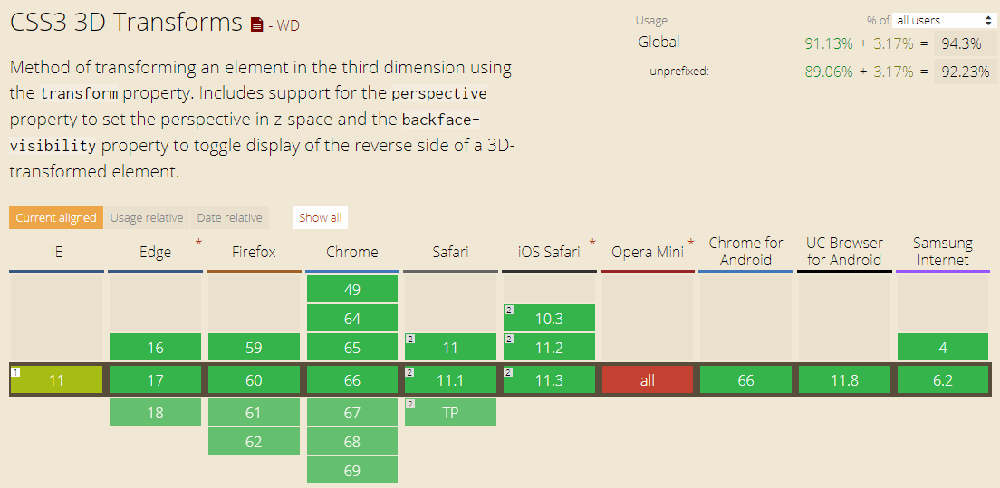 CSS3 3D Transforms - WD
Usage % of all users
Global 91.13% + 3.17% = 94.3%
unprefixed: 89.06% + 3.17% = 92.23%
Method of transforming an element in the third dimension using
the transform property. Includes support for the perspective
property to set the perspective in z-space and the backface-
visibility property to toggle display of the reverse side of a 3D-
transformed element.
Current aligned Usage relative Date relative Show all
IE Edge * Firefox Chrome Safari iOS Safari * Opera Mini * Chrome for Android UC Browser for Android Samsung Internet
49
64 2 10.3
16 59 65 2 11 2 11.2 4
1 11 17 60 66 2 11.1 2 11.3 all 66 11.8 6.2
18 61 67 2 TP
62 68
69